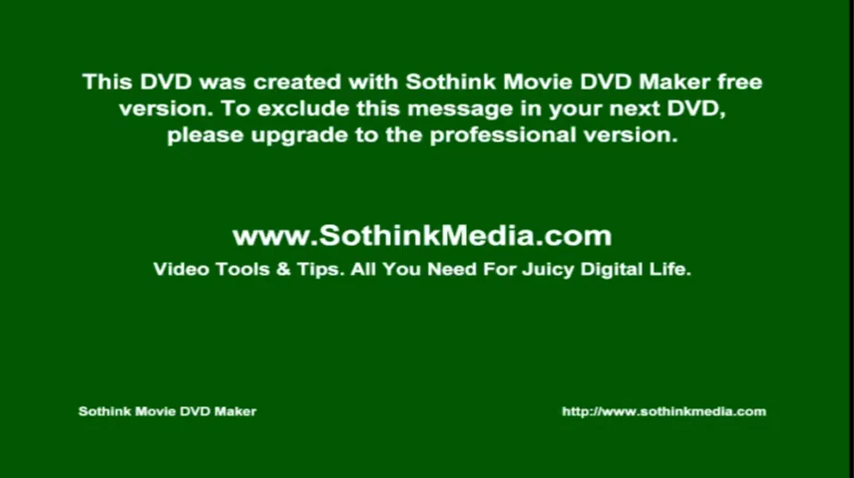 This DVD was created with Sothink Movie DVD Maker free
version. To exclude this message in your next DVD,
please upgrade to the professional version.
www.SothinkMedia.com
Video Tools & Tips. All You Need For Juicy Digital Life.
Sothink Movie DVD Maker
http://www.sothinkmedia.com